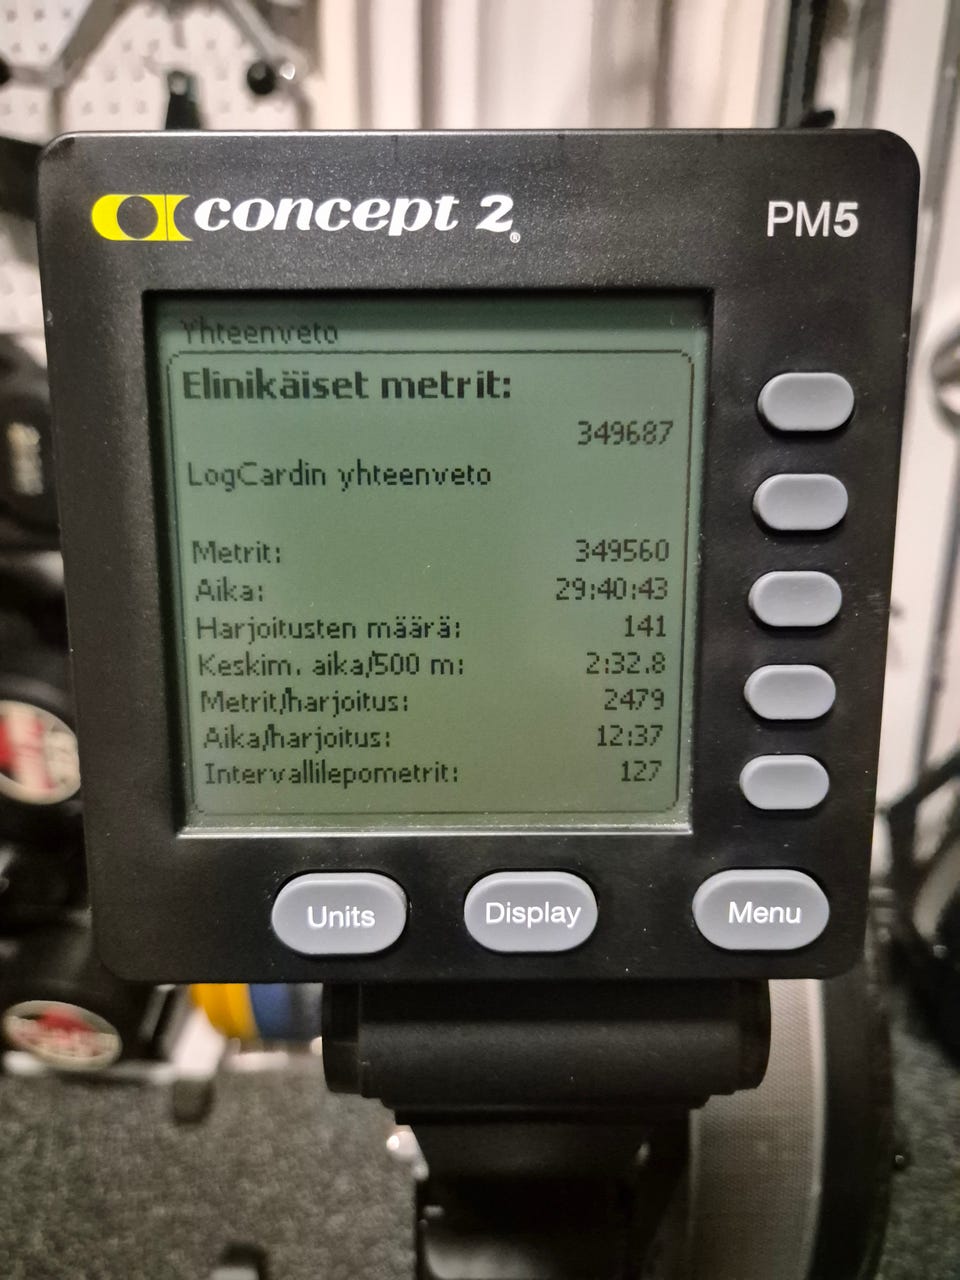 concept 2®
PM5
Yhteenveto
Elinikäiset metrit:
349687
LogCardin yhteenveto
Metrit: 349560
Aika: 29:40:43
Harjoitusten määrä: 141
Keskim. aika/500 m: 2:32.8
Metrit/harjoitus: 2479
Aika/harjoitus: 12:37
Intervallilepometrit: 127
Units Display Menu